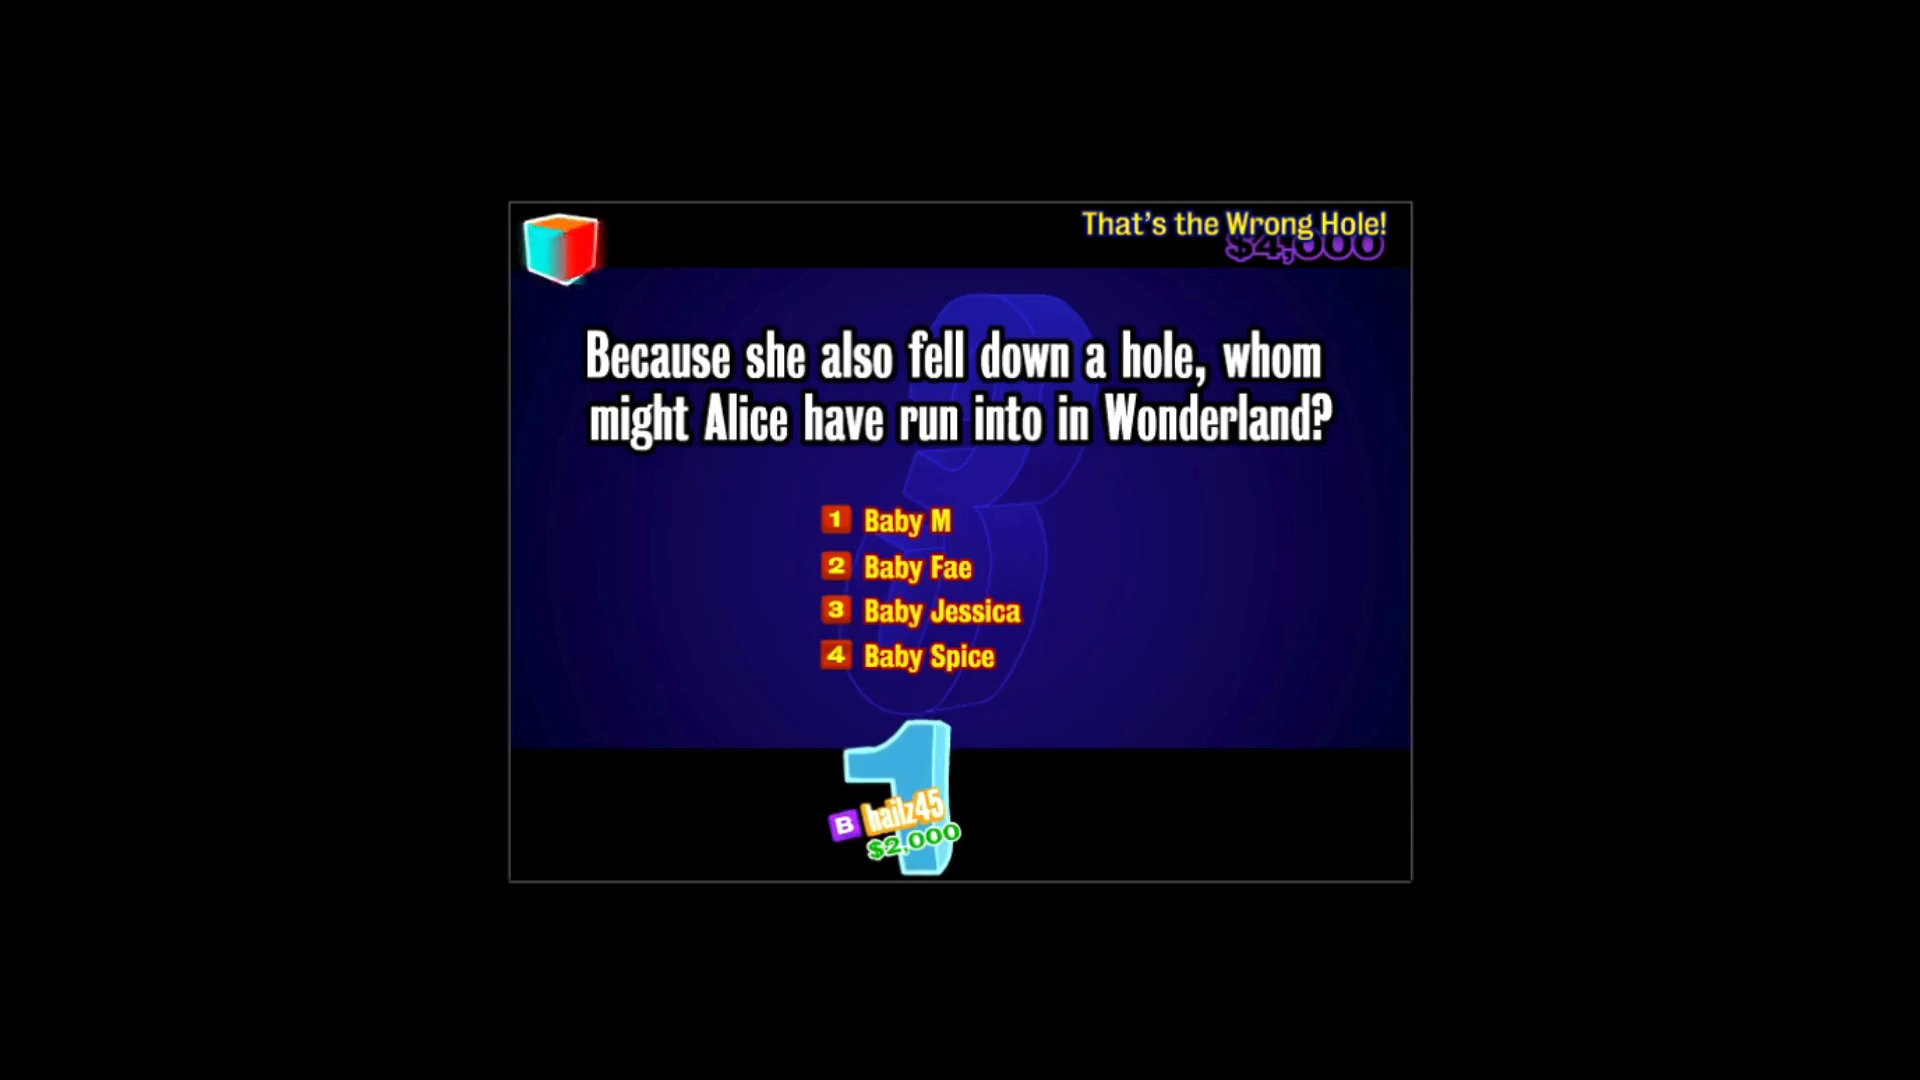 That's the Wrong Hole!
$4,000
Because she also fell down a hole, whom
might Alice have run into in Wonderland?
1 Baby M
2 Baby Fae
3 Baby Jessica
4 Baby Spice
1
B hailz45
$2,000